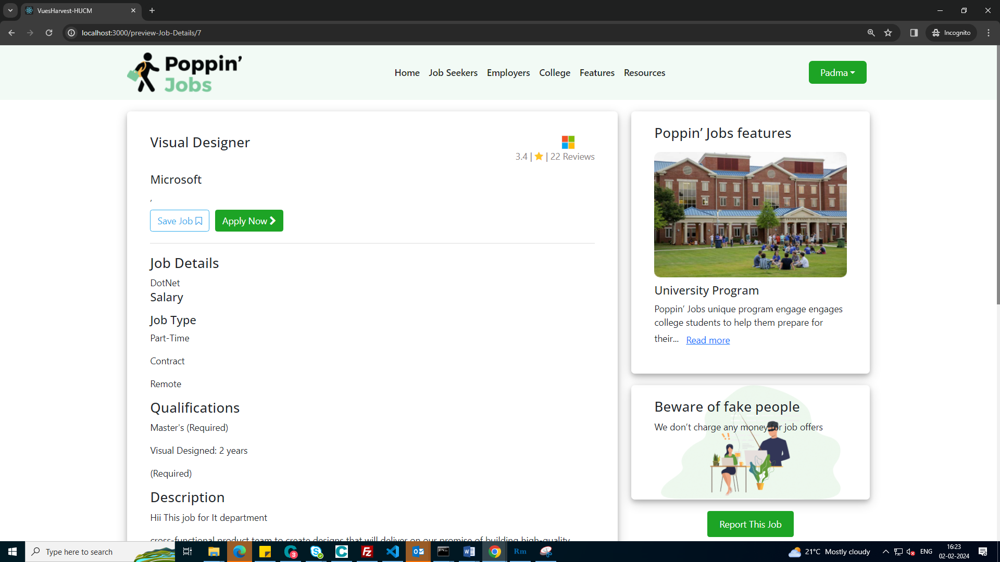 VuesHarvest-HUCM
localhost:3000/preview-Job-Details/7
Incognito
Poppin’
Jobs
Home Job Seekers Employers College Features Resources
Padma
Visual Designer
3.4 | | 22 Reviews
Microsoft
,
Save Job
Apply Now
Job Details
DotNet
Salary
Job Type
Part-Time
Contract
Remote
Qualifications
Master's (Required)
Visual Designed: 2 years
(Required)
Description
Hii This job for It department
cross-functional product team to create designs that will deliver on our promise of building high-quality
Poppin’ Jobs features
University Program
Poppin’ Jobs unique program engage engages
college students to help them prepare for
their... Read more
Beware of fake people
We don’t charge any money for job offers
Report This Job
Type here to search
3
Rm
21°C Mostly cloudy
ENG
16:23
02-02-2024